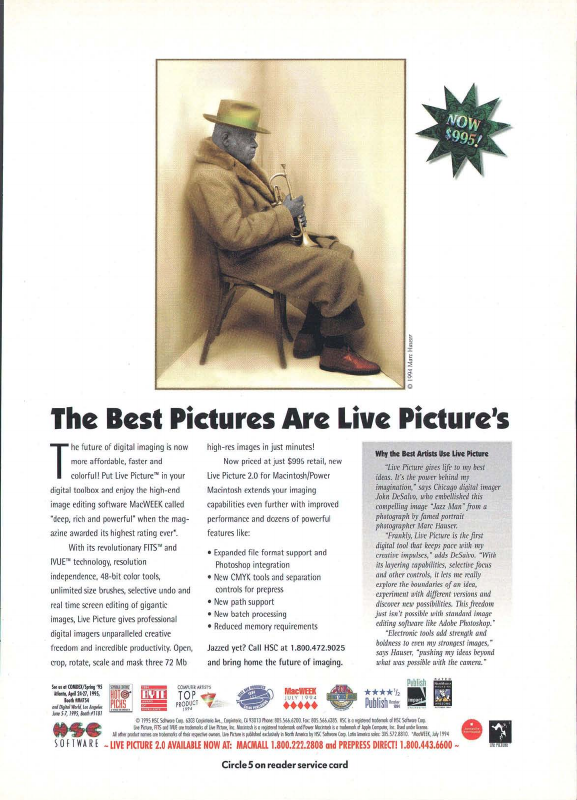 NOW
$995!
© 1994 Marc Hauser
The Best Pictures Are Live Picture's
The future of digital imaging is now
more affordable, faster and
colorful! Put Live Picture™ in your
digital toolbox and enjoy the high-end
image editing software MacWEEK called
"deep, rich and powerful" when the mag-
azine awarded its highest rating ever*.
With its revolutionary FITS™ and
IVUE™ technology, resolution
independence, 48-bit color tools,
unlimited size brushes, selective undo and
real time screen editing of gigantic
images, Live Picture gives professional
digital imagers unparalleled creative
freedom and incredible productivity. Open,
crop, rotate, scale and mask three 72 Mb
high-res images in just minutes!
Now priced at just $995 retail, new
Live Picture 2.0 for Macintosh/Power
Macintosh extends your imaging
capabilities even further with improved
performance and dozens of powerful
features like:
• Expanded file format support and
Photoshop integration
• New CMYK tools and separation
controls for prepress
• New path support
• New batch processing
• Reduced memory requirements
Jazzed yet? Call HSC at 1.800.472.9025
and bring home the future of imaging.
Why the Best Artists Use Live Picture
"Live Picture gives life to my best
ideas. It's the power behind my
imagination," says Chicago digital imager
John DeSalvo, who embellished this
compelling image "Jazz Man" from a
photograph by famed portrait
photographer Marc Hauser.
"Frankly, Live Picture is the first
digital tool that keeps pace with my
creative impulses," adds DeSalvo. "With
its layering capabilities, selective focus
and other controls, it lets me really
explore the boundaries of an idea,
experiment with different versions and
discover new possibilities. This freedom
just isn't possible with standard image
editing software like Adobe Photoshop."
"Electronic tools add strength and
boldness to even my strongest images,"
says Hauser, "pushing my ideas beyond
what was possible with the camera."
See us at COMDEX/Spring '95
Atlanta, April 24-27, 1995,
and Digital World, Los Angeles
June 5-7, 1995, Booth #1181
HOT
PICKS
COMPUTER ARTIST'S
TOP
PRODUCT
1994
MacWEEK
JULY 1994
Publish
Publish
HSC
SOFTWARE
© 1995 HSC Software Corp. 6303 Carpinteria Ave., Carpinteria, CA 93013 Phone: 805.566.6200. Fax: 805.566.6385. HSC is a registered trademark of HSC Software Corp.
Live Picture, FITS and IVUE are trademarks of Live Picture, Inc. Macintosh is a registered trademark and Power Macintosh is a trademark of Apple Computer, Inc. Used under license.
All other product names are trademarks of their respective owners. Live Picture is published exclusively in North America by HSC Software Corp. Latin America sales: 305.572.8810. *MacWEEK, July 1994
LIVE PICTURE
– LIVE PICTURE 2.0 AVAILABLE NOW AT: MACMALL 1.800.222.2808 and PREPRESS DIRECT! 1.800.443.6600 –
Circle 5 on reader service card